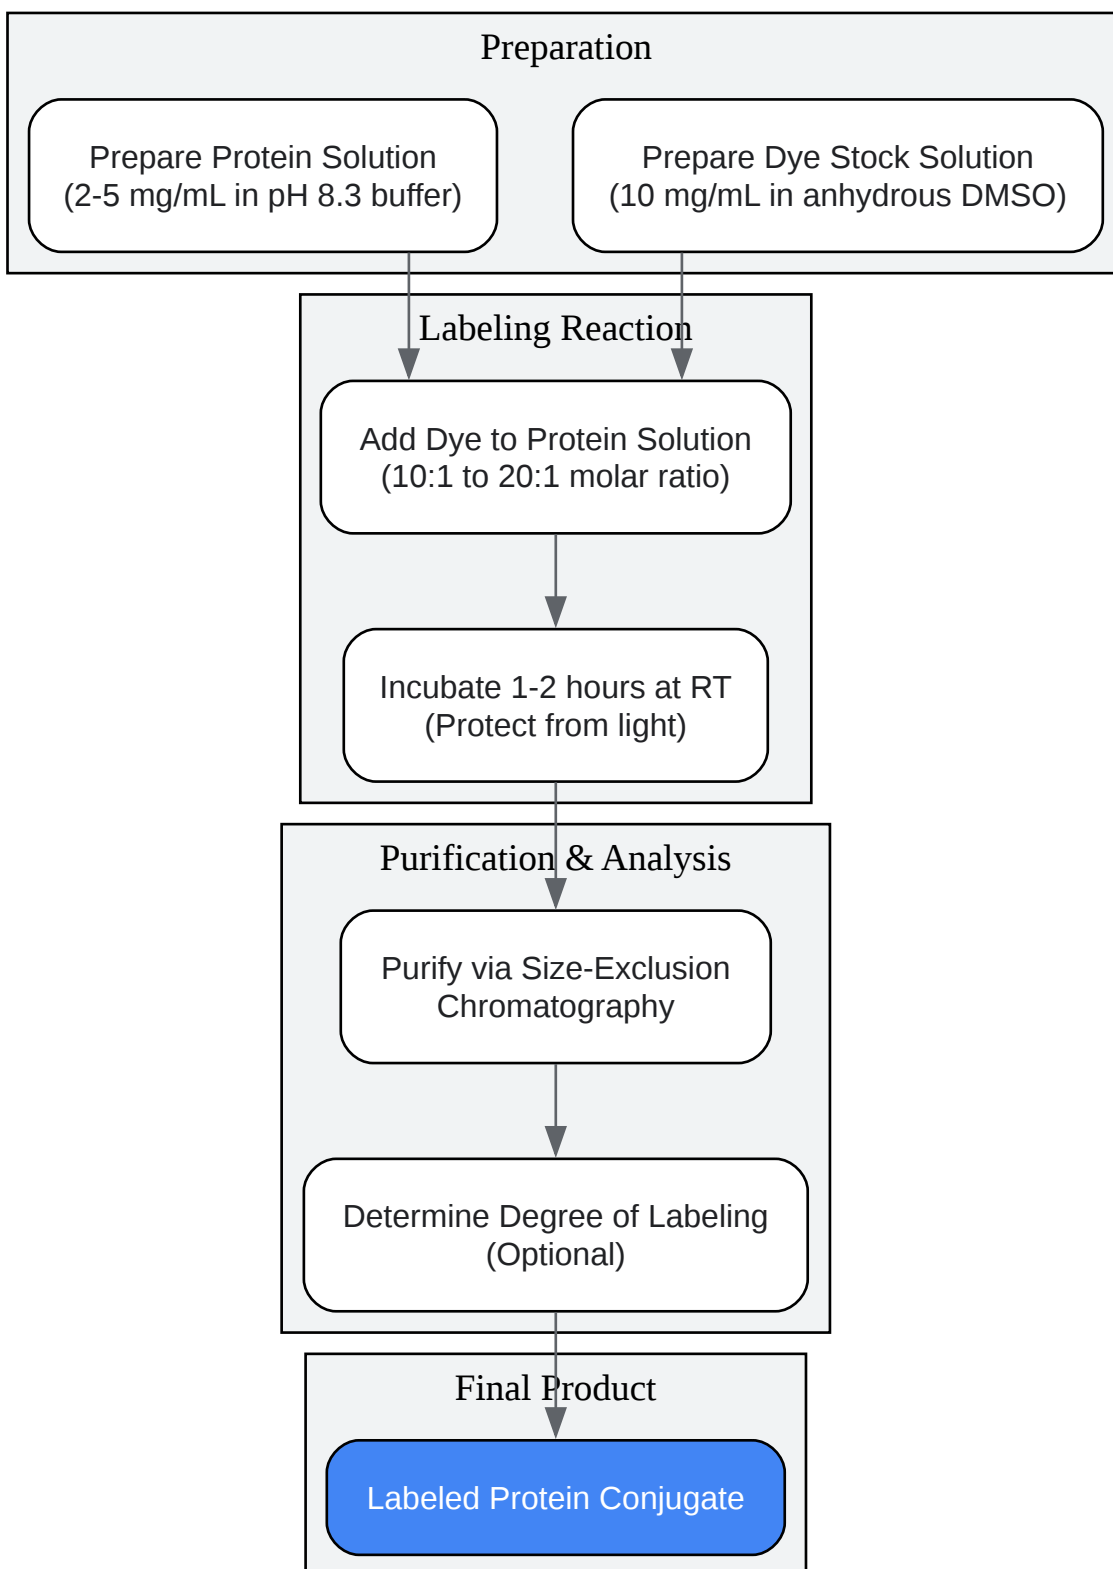 Preparation
Prepare Protein Solution
(2-5 mg/mL in pH 8.3 buffer)
Prepare Dye Stock Solution
(10 mg/mL in anhydrous DMSO)
Labeling Reaction
Add Dye to Protein Solution
(10:1 to 20:1 molar ratio)
Incubate 1-2 hours at RT
(Protect from light)
Purification & Analysis
Purify via Size-Exclusion
Chromatography
Determine Degree of Labeling
(Optional)
Final Product
Labeled Protein Conjugate